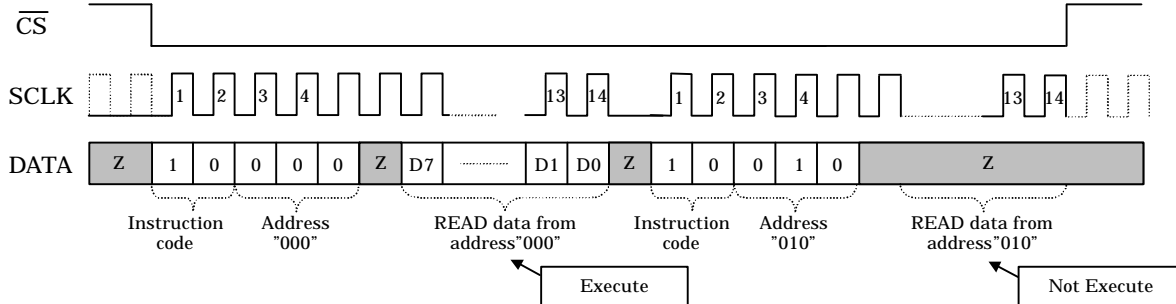 CS
SCLK 1 2 3 4 13 14 1 2 3 4 13 14
DATA Z 1 0 0 0 0 Z D7 D1 D0 Z 1 0 0 1 0 Z
Instruction Address READ data from Instruction Address READ data from
code "000" address"000" code "010" address"010"
Execute Not Execute